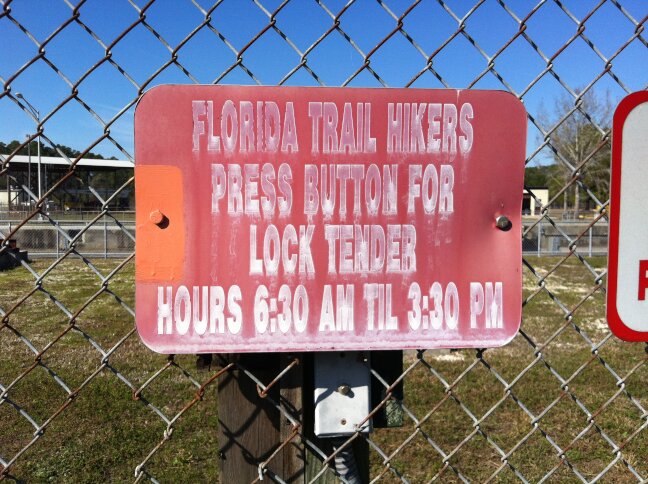 FLORIDA TRAIL HIKERS
PRESS BUTTON FOR
LOCK TENDER
HOURS 6:30 AM TIL 3:30 PM